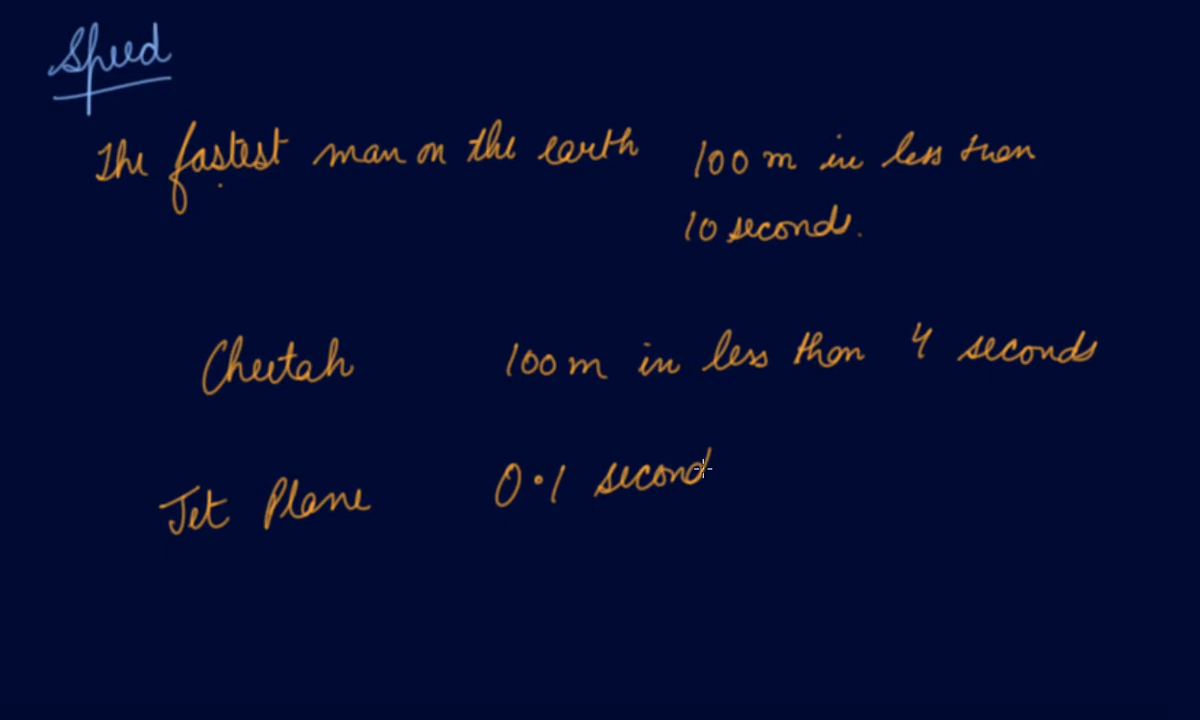 Speed
The fastest man on the earth 100 m in less than
10 seconds.
Cheetah 100 m in less than 4 seconds
Jet Plane 0.1 second